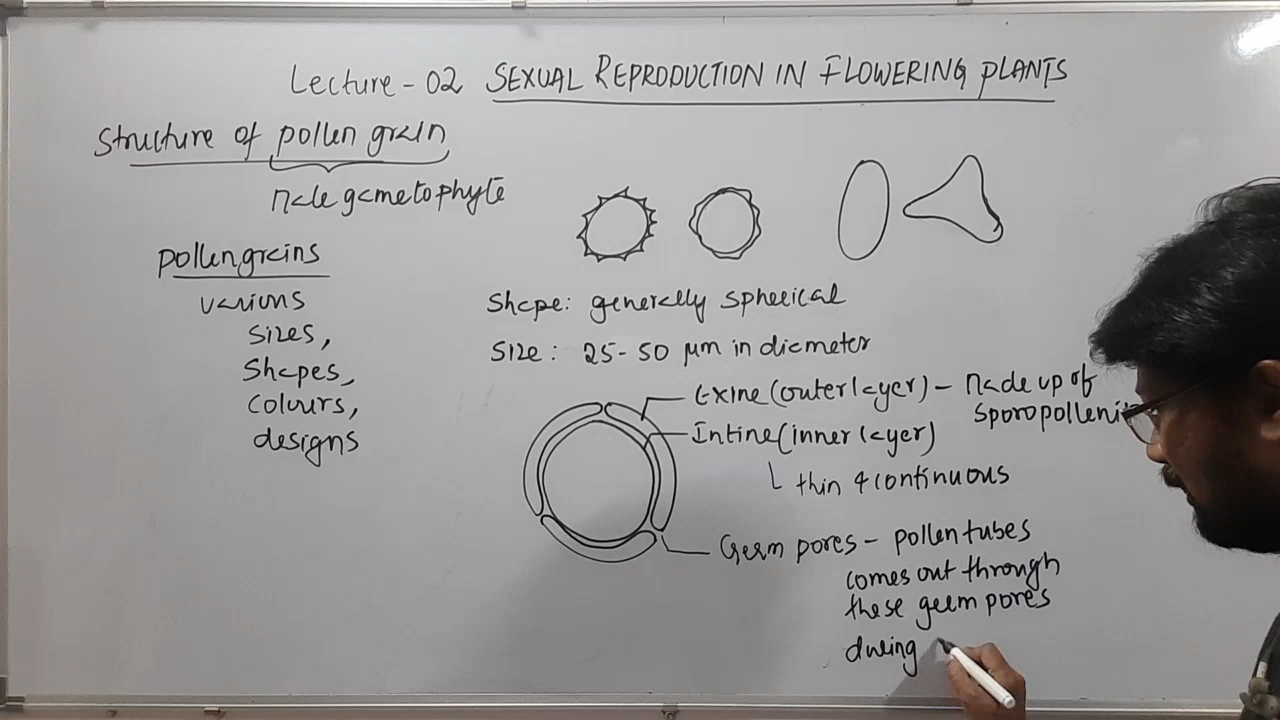 Lecture - 02 SEXUAL REPRODUCTION IN FLOWERING PLANTS
Structure of pollen grain
male gametophyte
pollengrains
various
sizes,
shapes,
colours,
designs
Shape: generally spherical
Size: 25-50 µm in diameter
Exine (outer layer) - Made up of
sporopolleni
Intine (inner layer)
thin & continuous
Germ pores - pollen tubes
comes out through
these germ pores
during